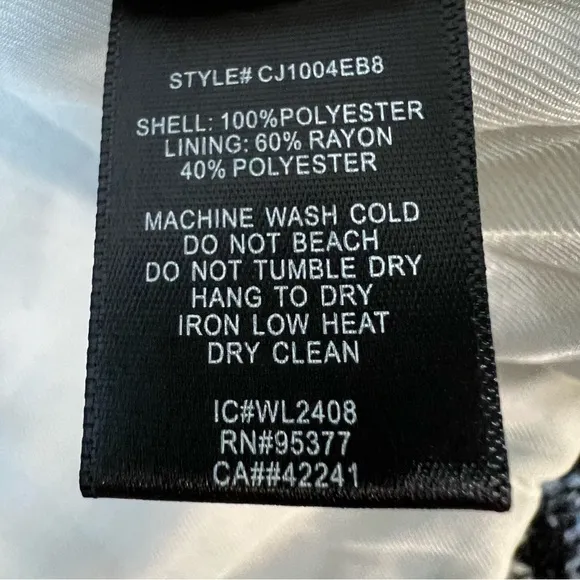 STYLE# CJ1004EB8
SHELL: 100%POLYESTER
LINING: 60% RAYON
40% POLYESTER
MACHINE WASH COLD
DO NOT BEACH
DO NOT TUMBLE DRY
HANG TO DRY
IRON LOW HEAT
DRY CLEAN
IC#WL2408
RN#95377
CA##42241